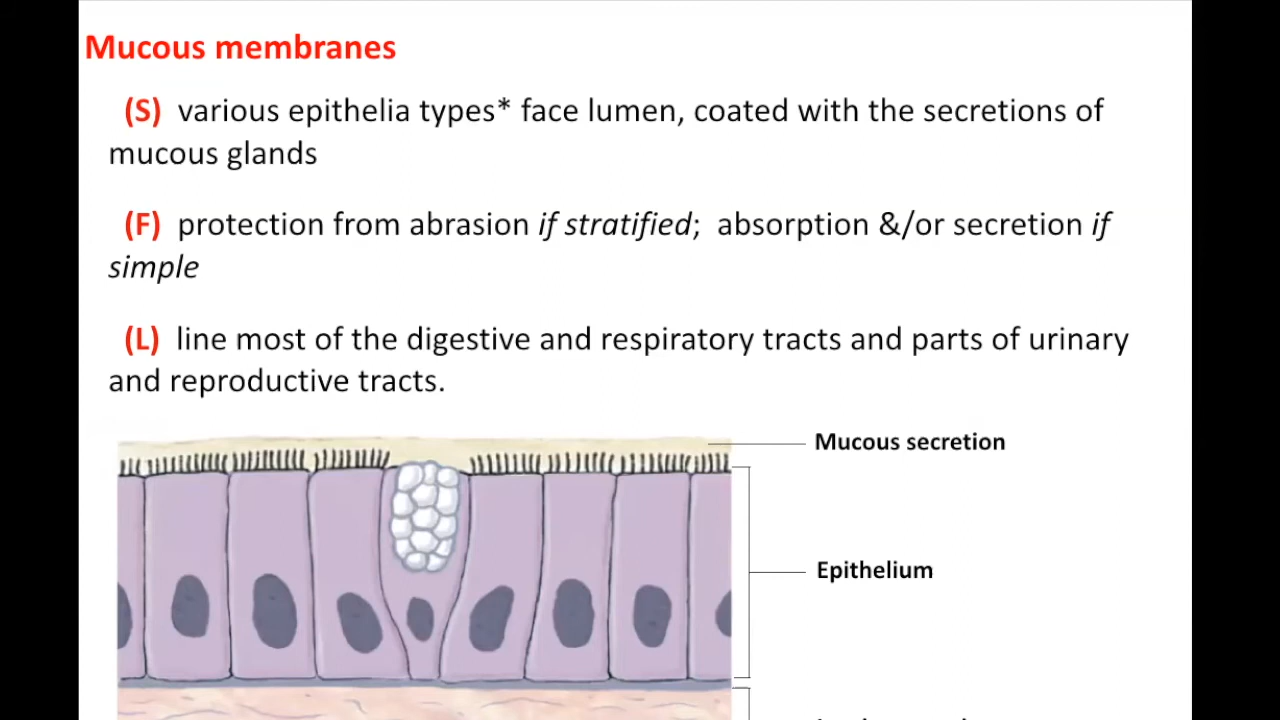 Mucous membranes
(S) various epithelia types* face lumen, coated with the secretions of
mucous glands
(F) protection from abrasion if stratified; absorption &/or secretion if
simple
(L) line most of the digestive and respiratory tracts and parts of urinary
and reproductive tracts.
Mucous secretion
Epithelium